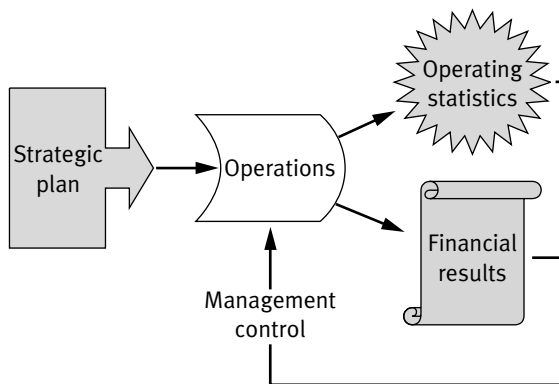 Strategic
plan
Operations
Operating
statistics
Financial
results
Management
control